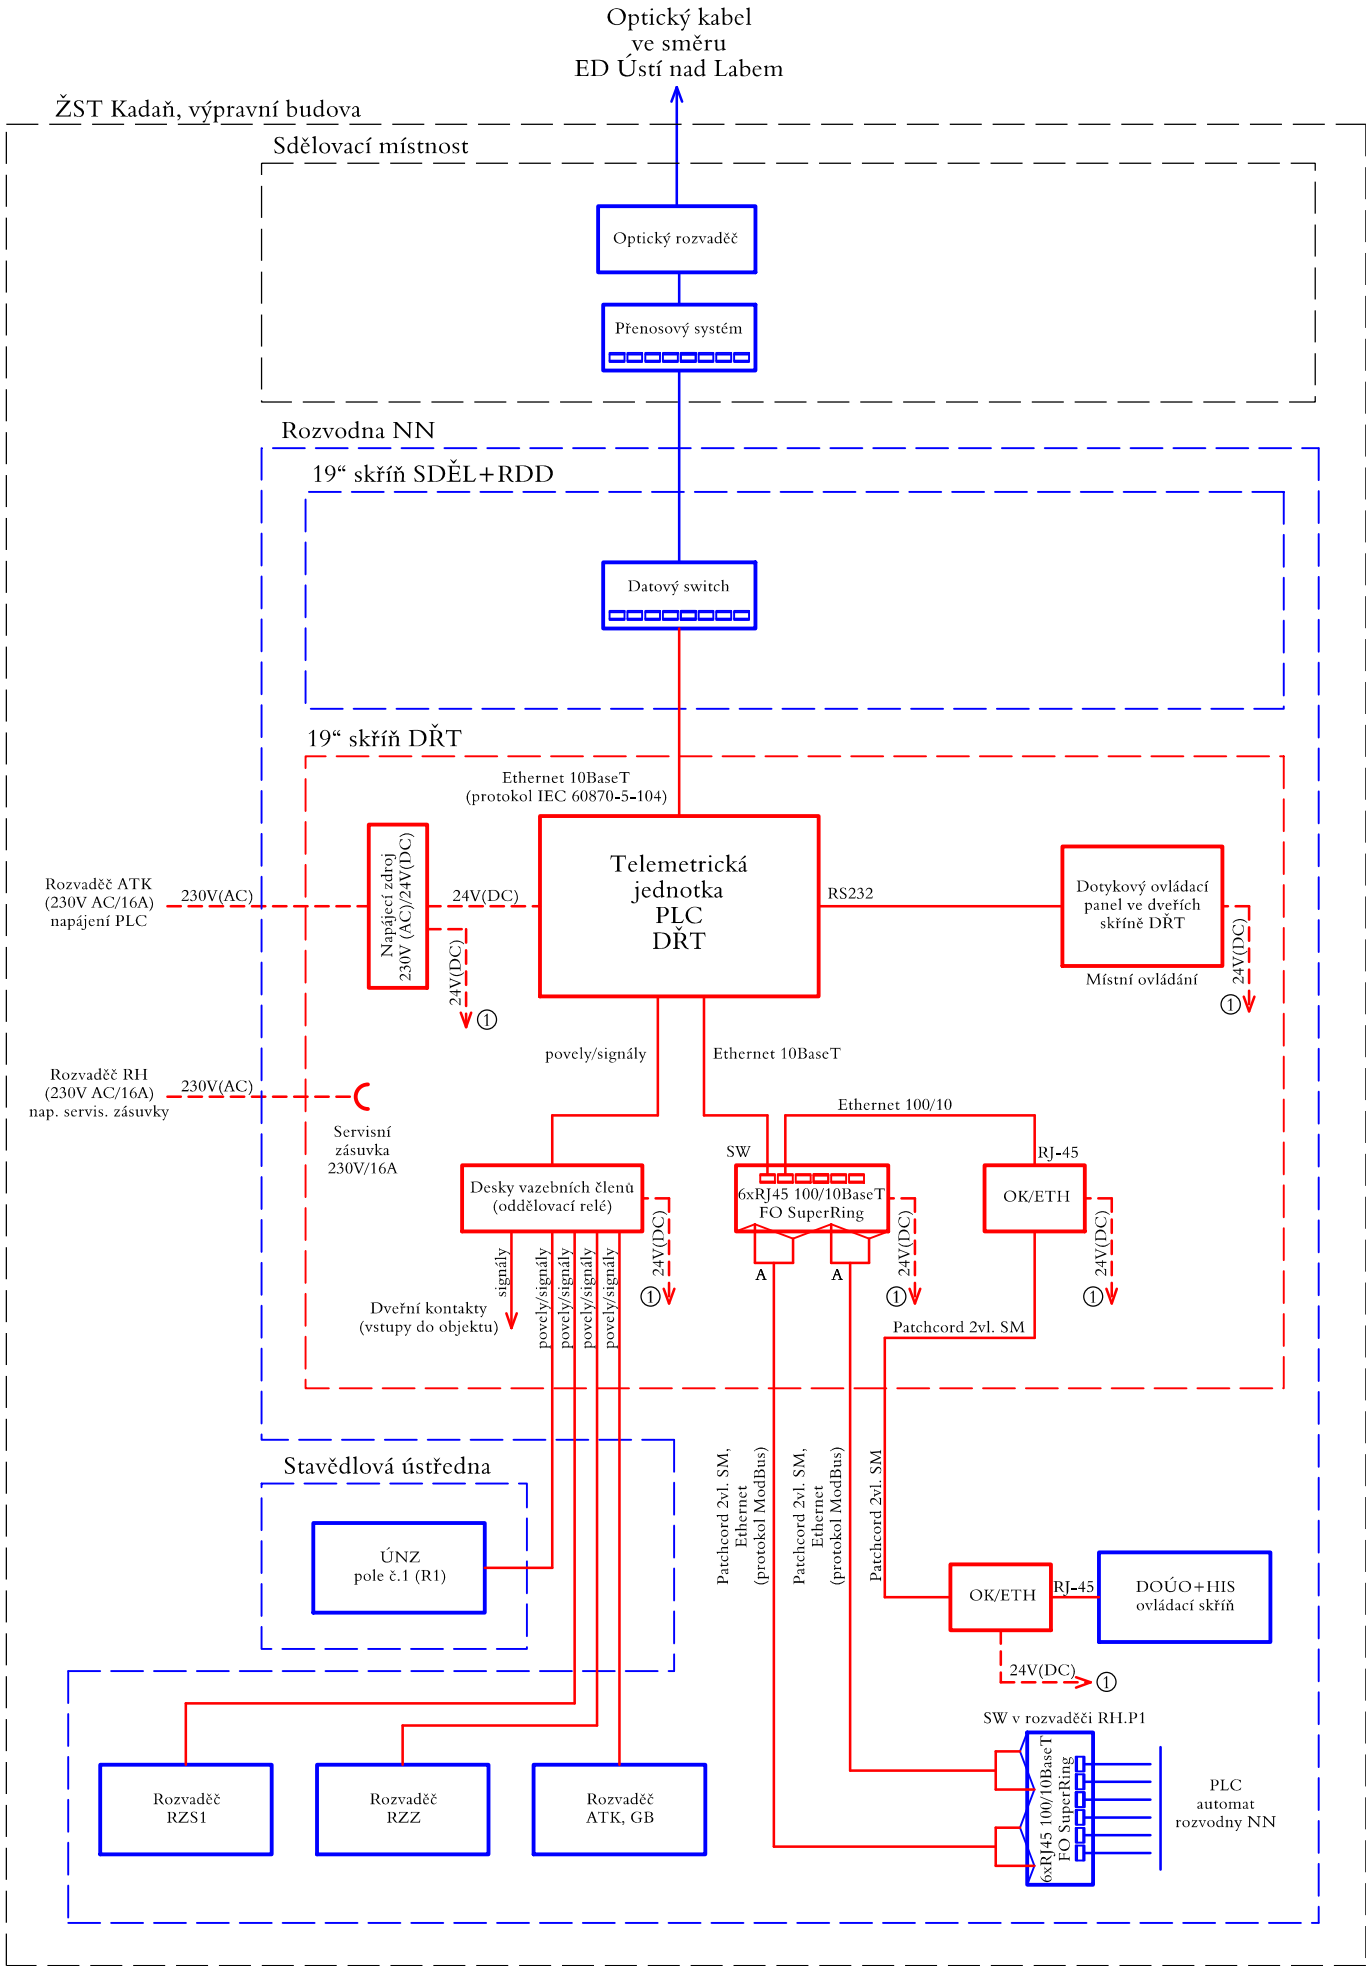 Optický kabel
ve směru
ED Ústí nad Labem
ŽST Kadaň, výpravní budova
Sdělovací místnost
Optický rozvaděč
Přenosový systém
Rozvodna NN
19“ skříň SDĚL+RDD
Datový switch
19“ skříň DŘT
Ethernet 10BaseT
(protokol IEC 60870-5-104)
Rozvaděč ATK
(230V AC/16A)
napájení PLC
230V(AC)
Napájecí zdroj
230V (AC)/24V(DC)
24V(DC)
24V(DC)
1
Telemetrická
jednotka
PLC
DŘT
RS232
Dotykový ovládací
panel ve dveřích
skříně DŘT
Místní ovládání
24V(DC)
1
povely/signály
Ethernet 10BaseT
Rozvaděč RH
(230V AC/16A)
nap. servis. zásuvky
230V(AC)
Servisní
zásuvka
230V/16A
Ethernet 100/10
SW
RJ-45
Desky vazebních členů
(oddělovací relé)
24V(DC)
1
6xRJ45 100/10BaseT
FO SuperRing
A
A
24V(DC)
1
OK/ETH
24V(DC)
1
signály
povely/signály
povely/signály
povely/signály
povely/signály
Dveřní kontakty
(vstupy do objektu)
Patchcord 2vl. SM
Patchcord 2vl. SM,
Ethernet
(protokol ModBus)
Patchcord 2vl. SM,
Ethernet
(protokol ModBus)
Patchcord 2vl. SM
Stavědlová ústředna
ÚNZ
pole č.1 (R1)
OK/ETH
RJ-45
DOÚO+HIS
ovládací skříň
24V(DC)
1
SW v rozvaděči RH.P1
6xRJ45 100/10BaseT
FO SuperRing
PLC
automat
rozvodny NN
Rozvaděč
RZS1
Rozvaděč
RZZ
Rozvaděč
ATK, GB